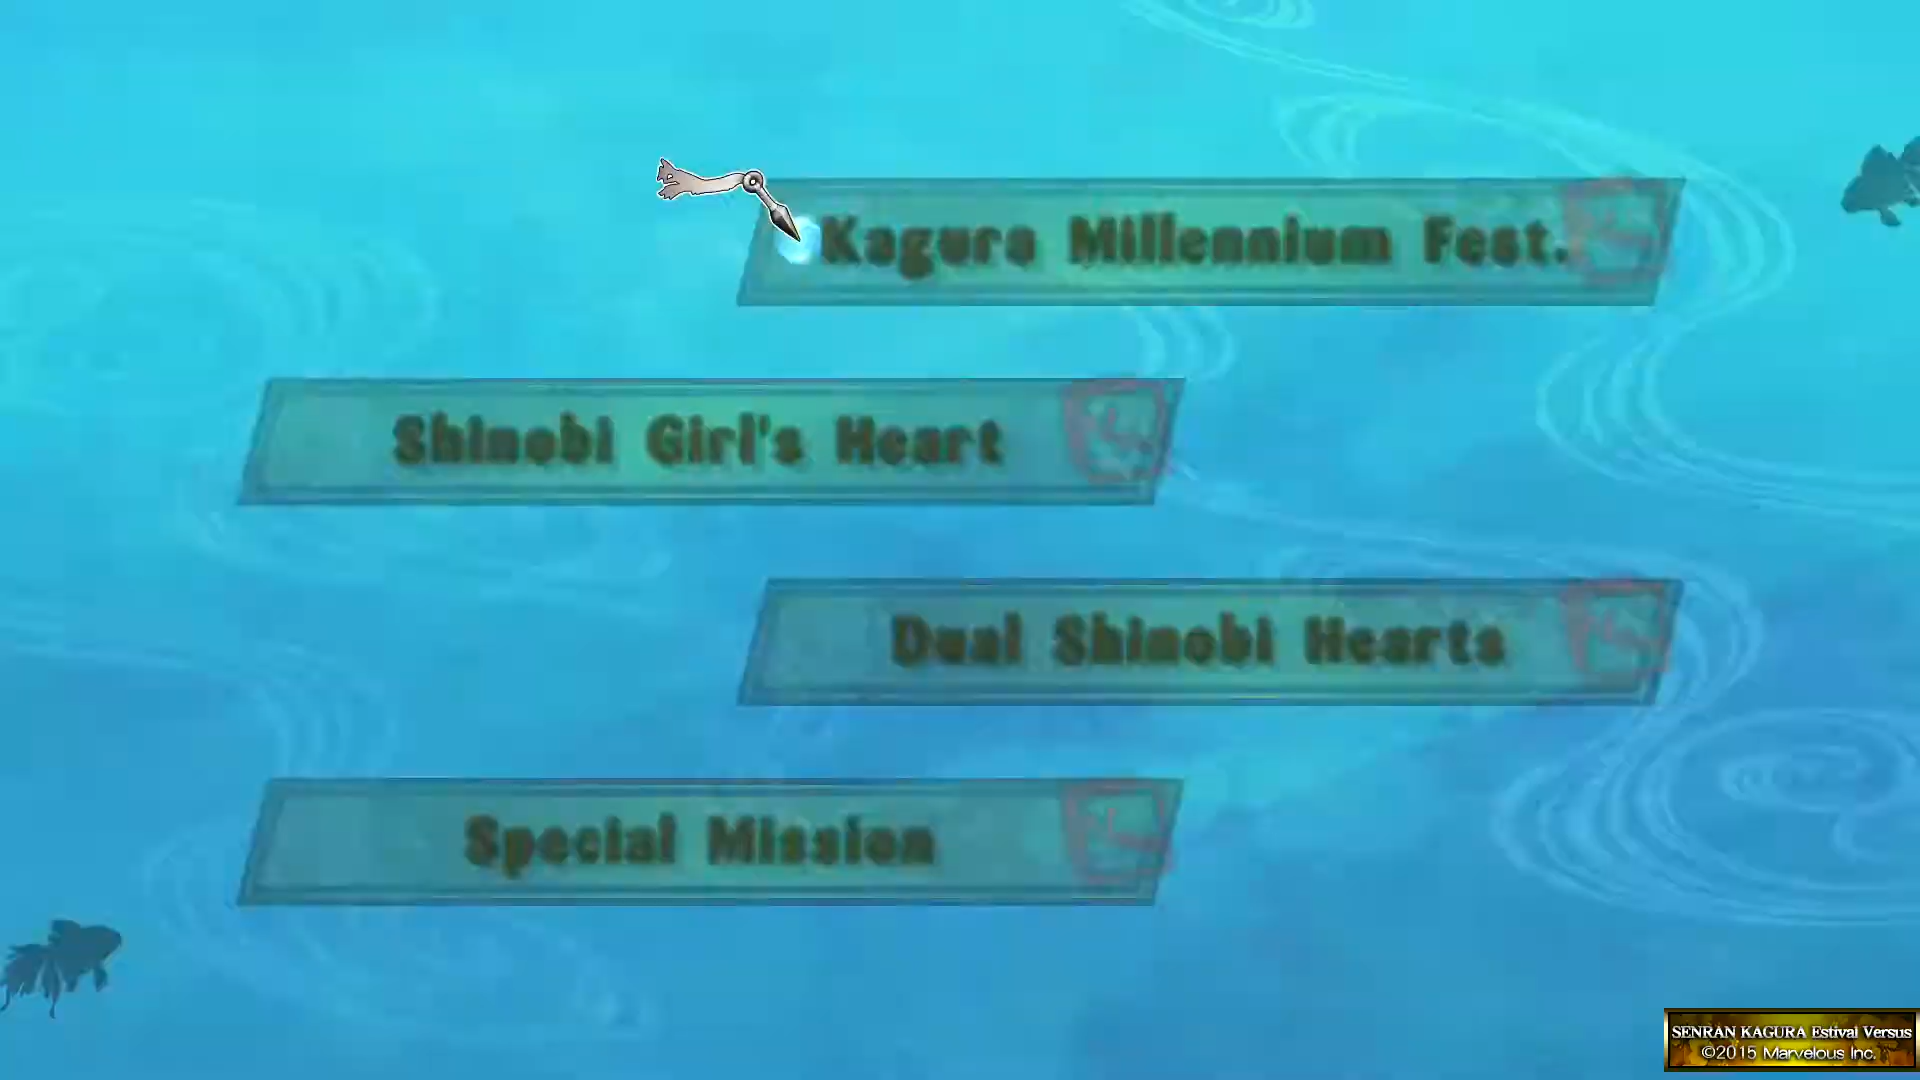 Kagura Millennium Fest.
Shinobi Girl's Heart
Dual Shinobi Hearts
Special Mission
SENRAN KAGURA Estival Versus
©2015 Marvelous Inc.